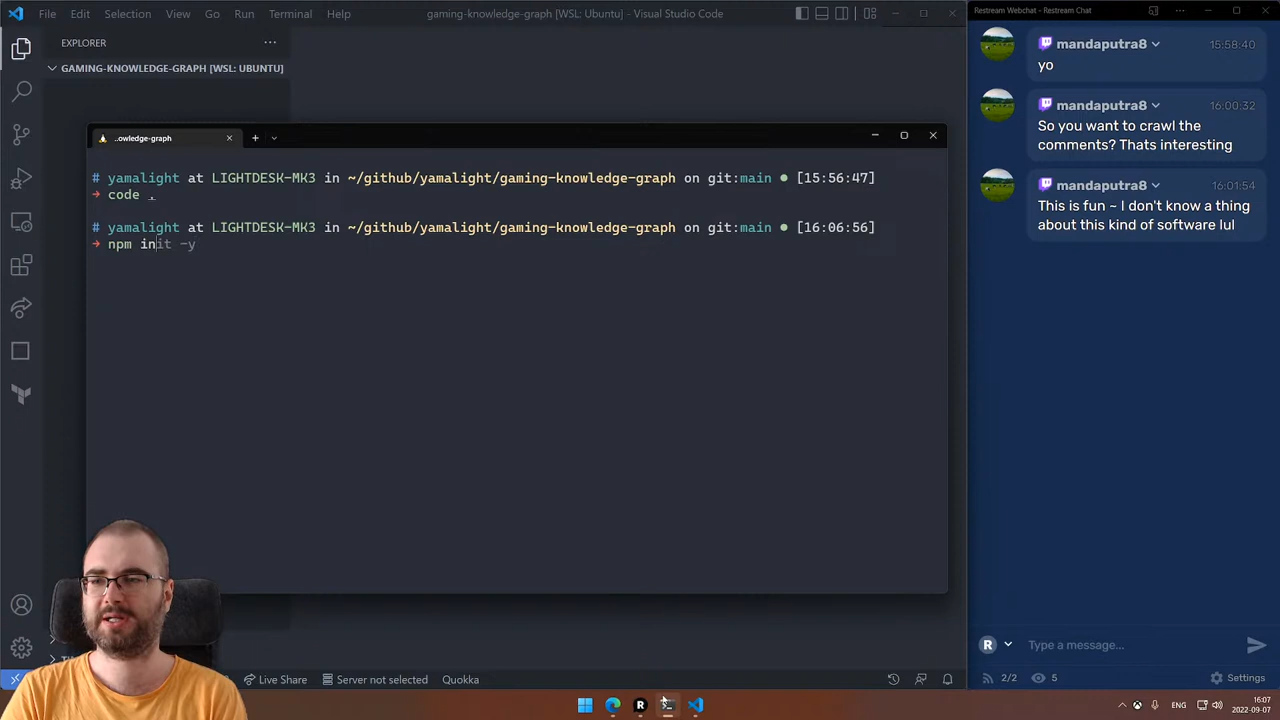 File Edit Selection View Go Run Terminal Help
gaming-knowledge-graph [WSL: Ubuntu] - Visual Studio Code
EXPLORER
GAMING-KNOWLEDGE-GRAPH [WSL: UBUNTU]
..owledge-graph
# yamalight at LIGHTDESK-MK3 in ~/github/yamalight/gaming-knowledge-graph on git:main ● [15:56:47]
→ code .
# yamalight at LIGHTDESK-MK3 in ~/github/yamalight/gaming-knowledge-graph on git:main ● [16:06:56]
→ npm init -y
Live Share Server not selected Quokka
Restream Webchat - Restream Chat
mandaputra8 15:58:40
yo
mandaputra8 16:00:32
So you want to crawl the
comments? Thats interesting
mandaputra8 16:01:54
This is fun ~ I don't know a thing
about this kind of software lul
R
Type a message...
2/2 5 Settings
R
ENG
16:07
2022-09-07